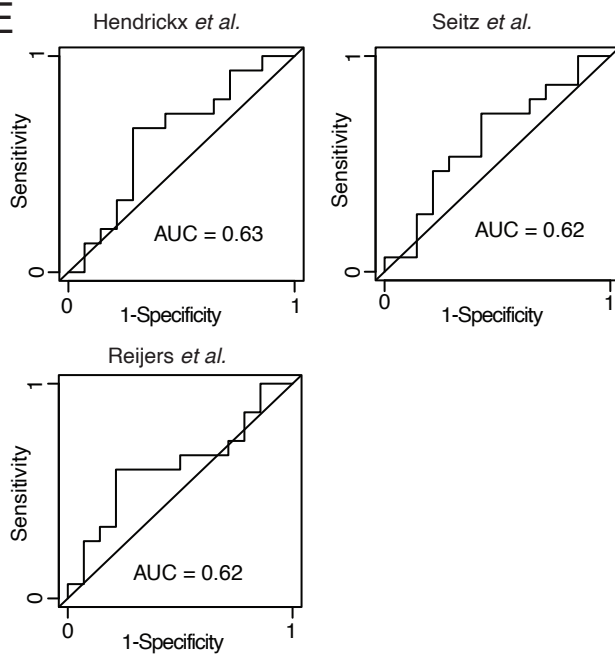 E
Hendrickx et al.
1
Sensitivity
AUC = 0.63
0
0
1
1-Specificity
Seitz et al.
1
Sensitivity
AUC = 0.62
0
0
1
1-Specificity
Reijers et al.
1
Sensitivity
AUC = 0.62
0
0
1
1-Specificity